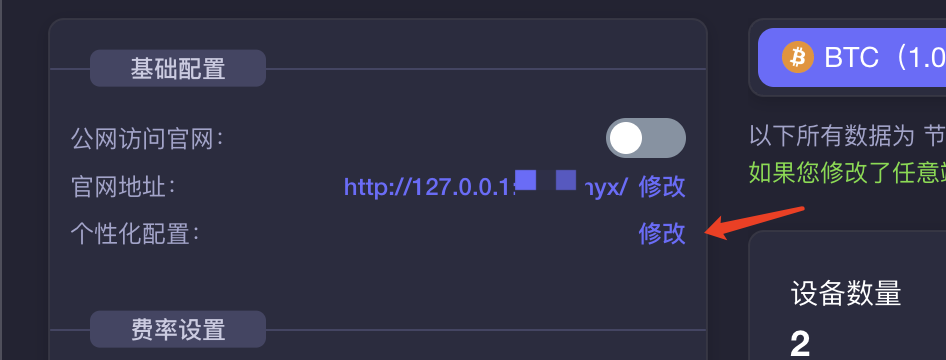 基础配置
公网访问官网：
官网地址：
http://127.0.0.1: nyx/ 修改
个性化配置：
修改
费率设置
BTC（1.0
以下所有数据为 节
如果您修改了任意
设备数量
2